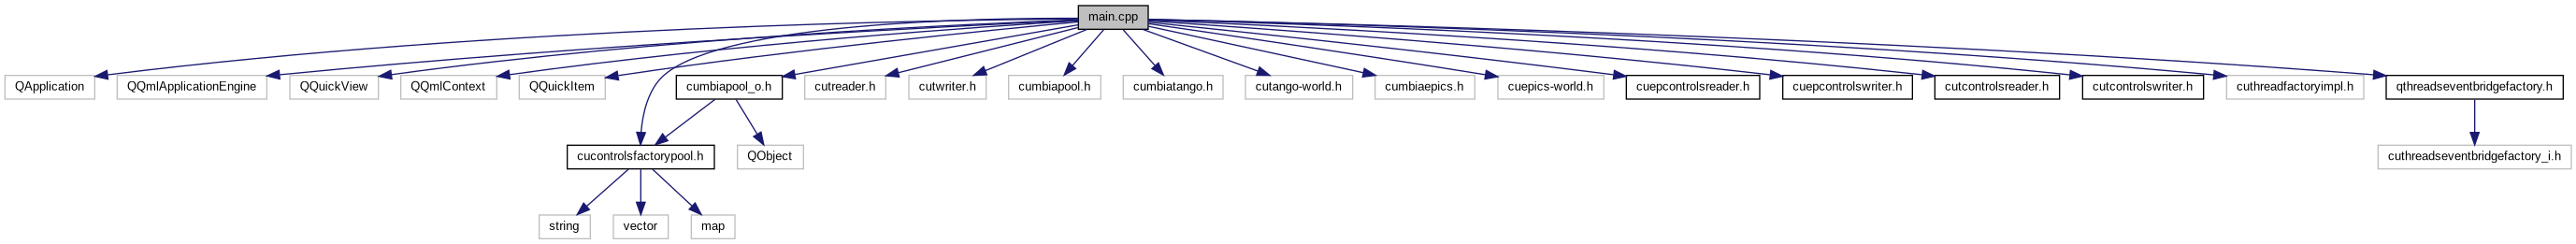 main.cpp
QApplication
QQmlApplicationEngine
QQuickView
QQmlContext
QQuickItem
cumbiapool_o.h
cutreader.h
cutwriter.h
cumbiapool.h
cumbiatango.h
cutango-world.h
cumbiaepics.h
cuepics-world.h
cuepcontrolsreader.h
cuepcontrolswriter.h
cutcontrolsreader.h
cutcontrolswriter.h
cuthreadfactoryimpl.h
qthreadseventbridgefactory.h
cucontrolsfactorypool.h
QObject
cuthreadseventbridgefactory_i.h
string
vector
map